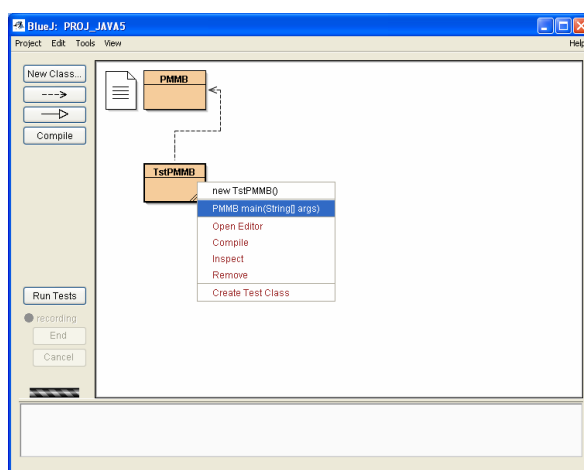 BlueJ: PROJ_JAVA5
Project Edit Tools View Help
New Class...
Compile
PMMB
TstPMMB
new TstPMMB()
PMMB main(String[] args)
Open Editor
Compile
Inspect
Remove
Create Test Class
Run Tests
recording
End
Cancel